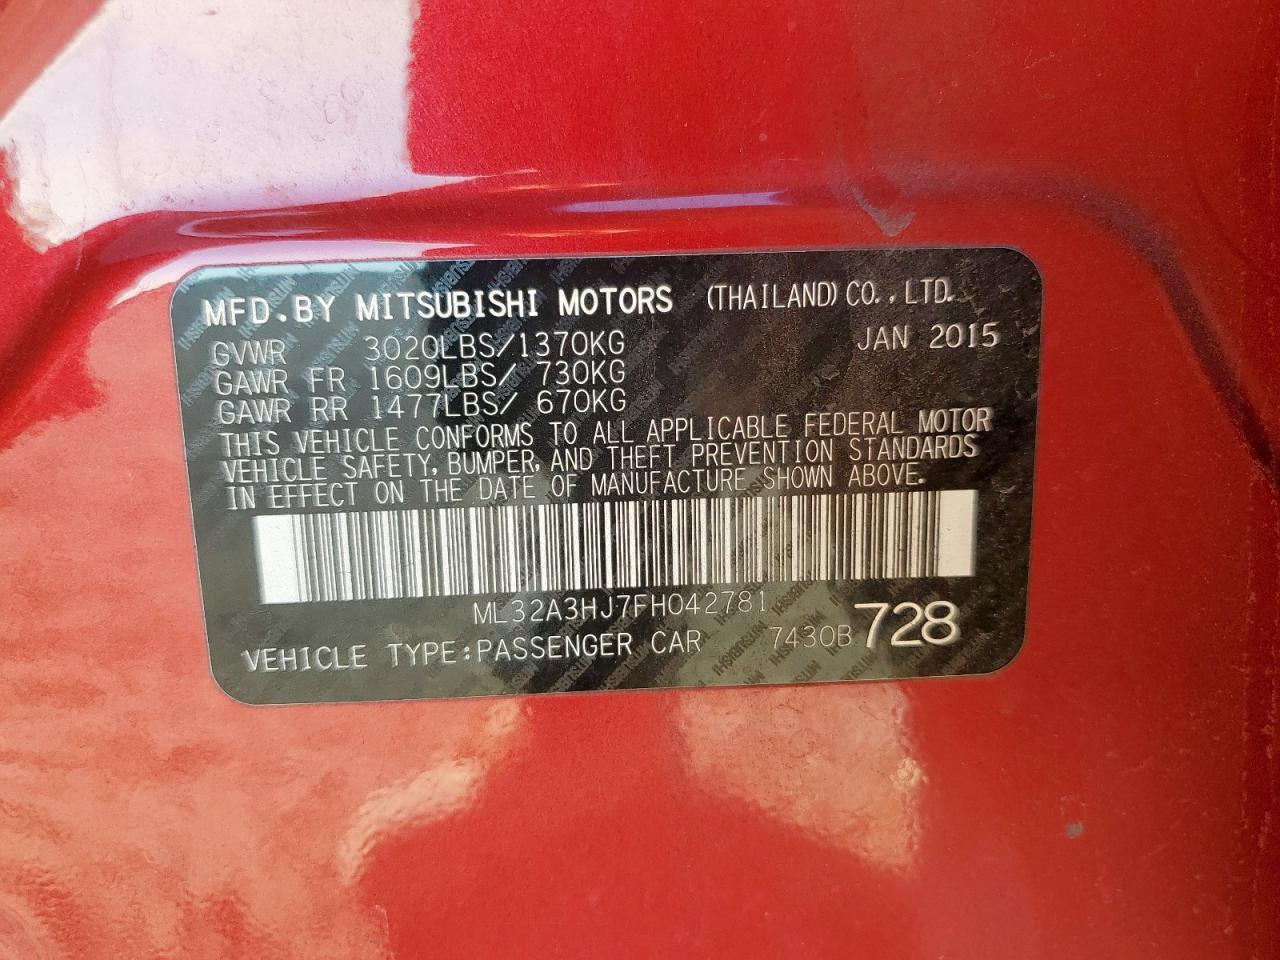 MFD.BY MITSUBISHI MOTORS (THAILAND)CO.,LTD.
GVWR 3020LBS/1370KG JAN 2015
GAWR FR 1609LBS/ 730KG
GAWR RR 1477LBS/ 670KG
THIS VEHICLE CONFORMS TO ALL APPLICABLE FEDERAL MOTOR
VEHICLE SAFETY, BUMPER, AND THEFT PREVENTION STANDARDS
IN EFFECT ON THE DATE OF MANUFACTURE SHOWN ABOVE.
ML32A3HJ7FH042781
VEHICLE TYPE:PASSENGER CAR 7430B 728